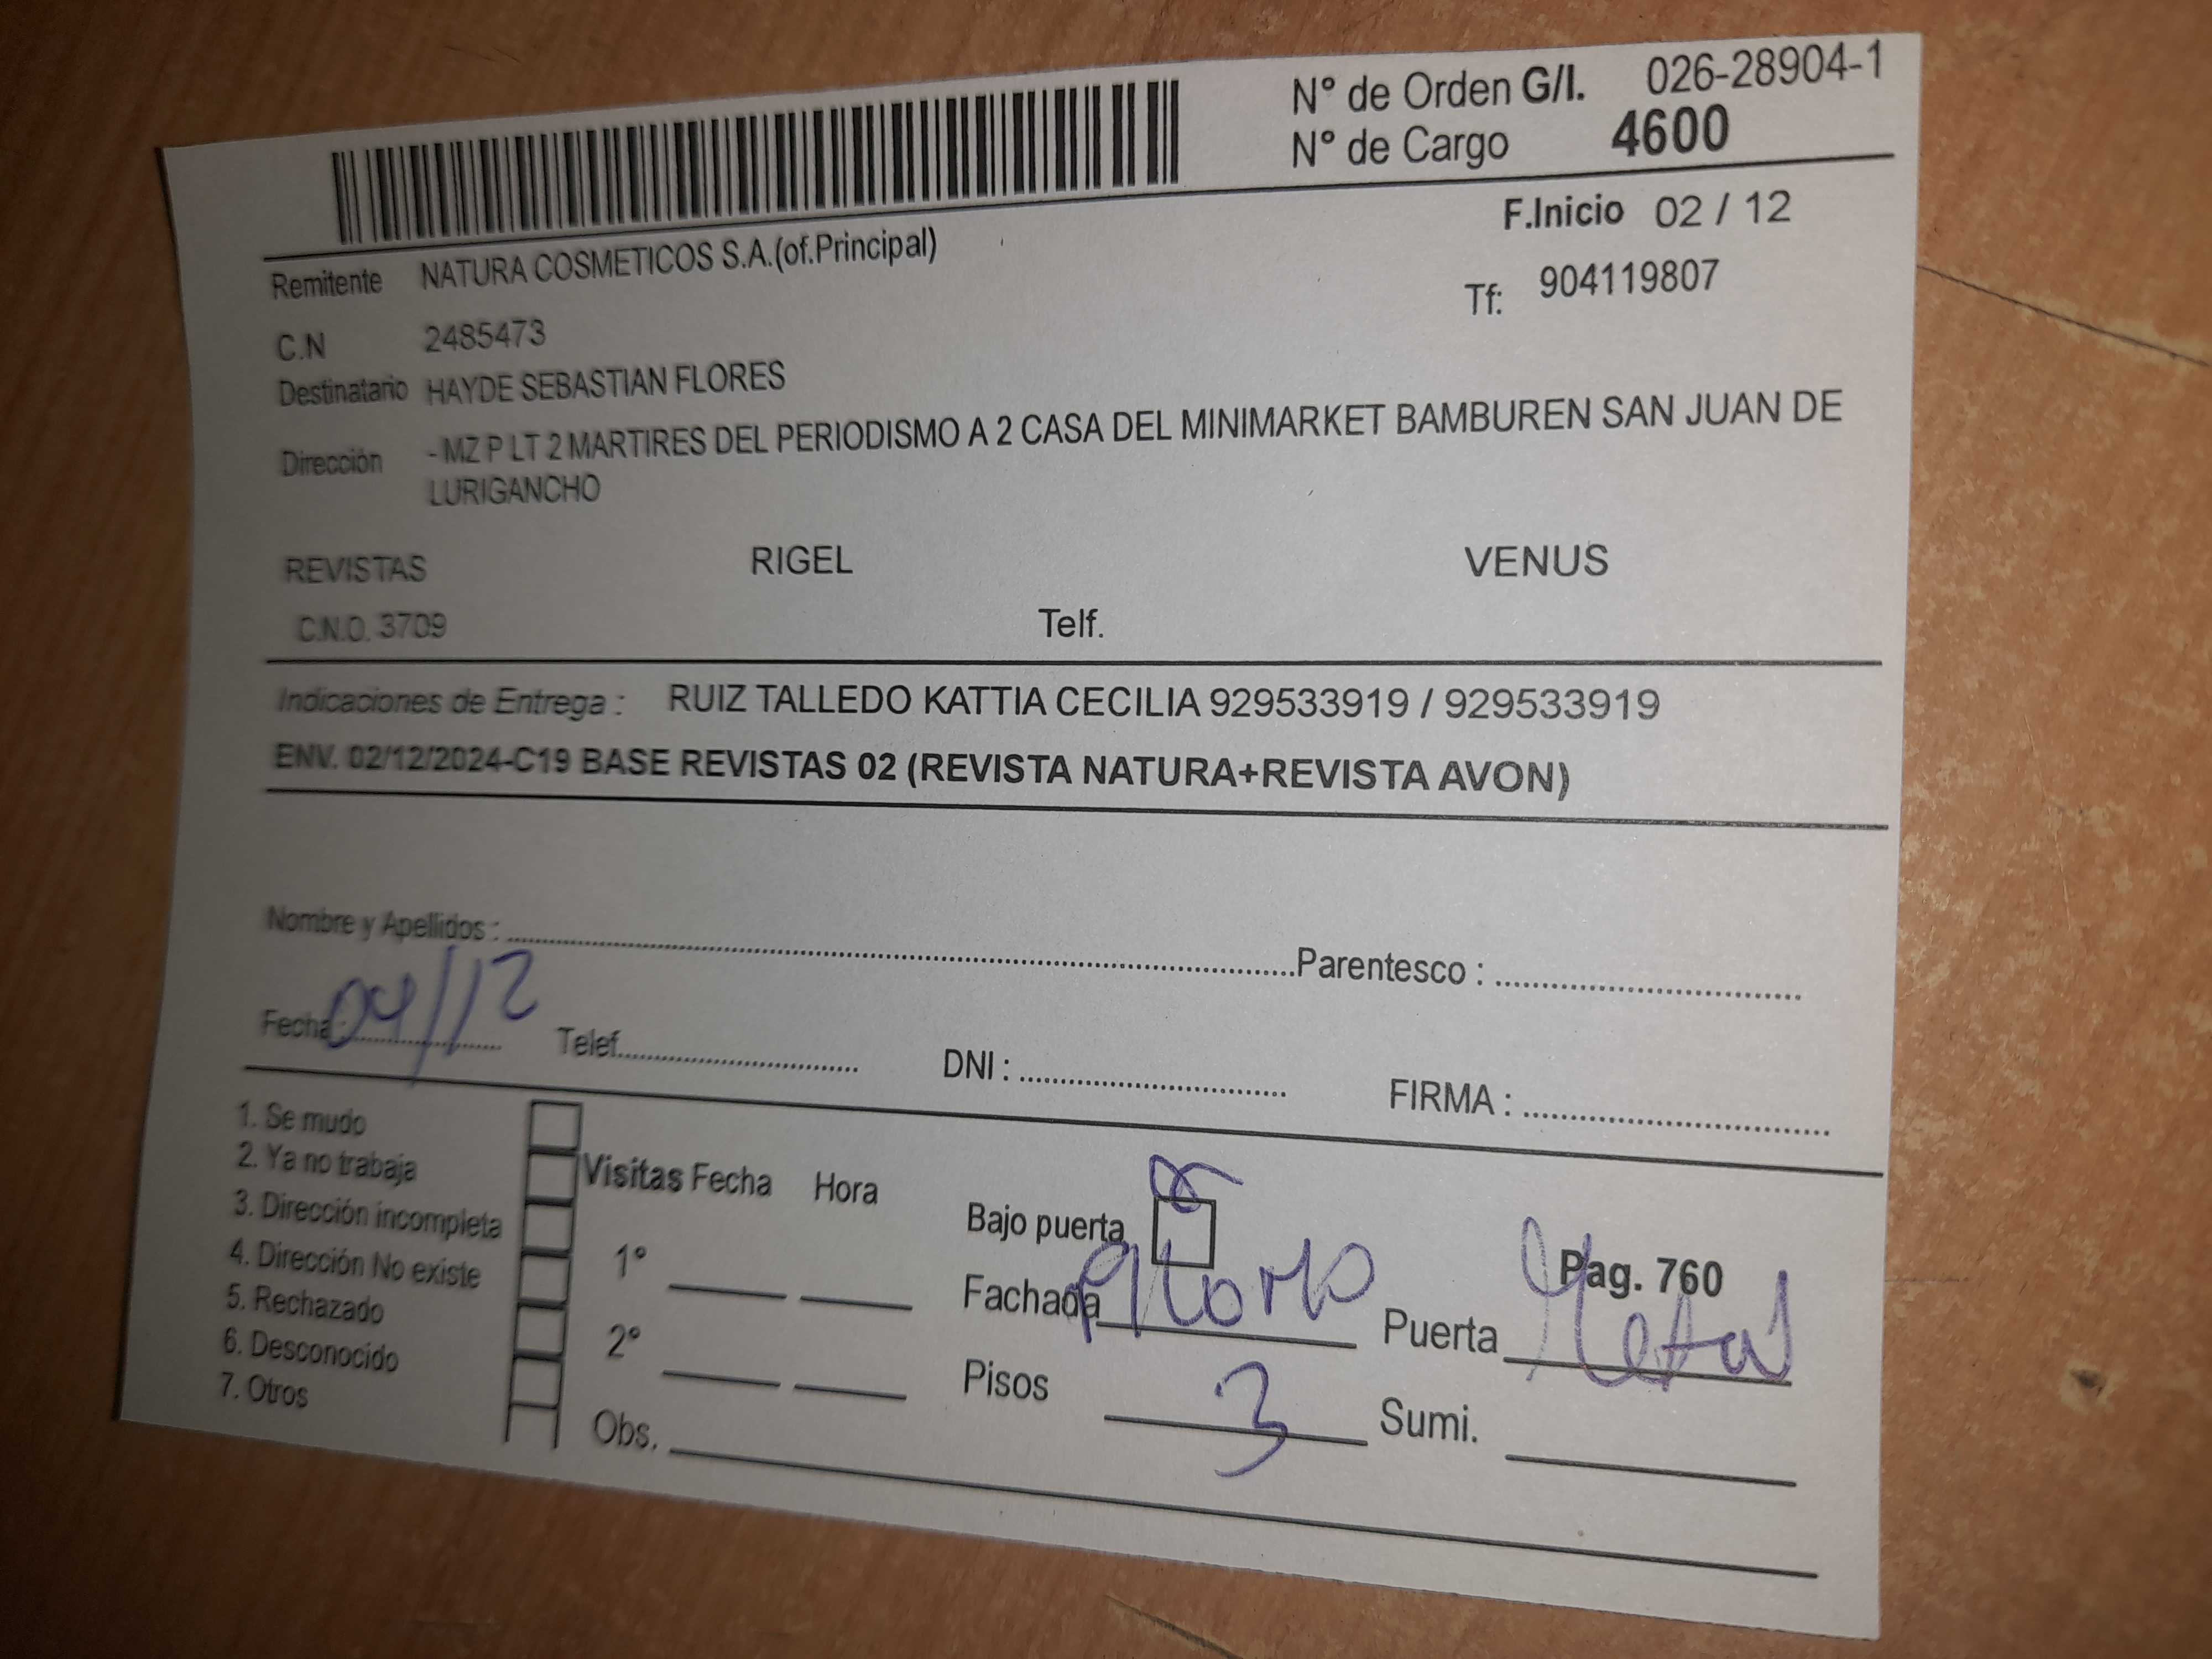 N° de Orden G/I. 026-28904-1
N° de Cargo 4600
F.Inicio 02 / 12
Remitente NATURA COSMETICOS S.A.(of.Principal)
Tf: 904119807
C.N 2485473
Destinatario HAYDE SEBASTIAN FLORES
Dirección - MZ P LT 2 MARTIRES DEL PERIODISMO A 2 CASA DEL MINIMARKET BAMBUREN SAN JUAN DE
LURIGANCHO
REVISTAS RIGEL VENUS
C.N.O. 3709 Telf.
Indicaciones de Entrega : RUIZ TALLEDO KATTIA CECILIA 929533919 / 929533919
ENV. 02/12/2024-C19 BASE REVISTAS 02 (REVISTA NATURA+REVISTA AVON)
Nombre y Apellidos : Parentesco :
Fecha: 04/12 Telef. DNI : FIRMA :
1. Se mudo
2. Ya no trabaja
3. Dirección incompleta
4. Dirección No existe
5. Rechazado
6. Desconocido
7. Otros
Visitas Fecha Hora
1°
2°
Obs.
Bajo puerta
Pag. 760
Fachada Puerta Metal
Pisos 3 Sumi.